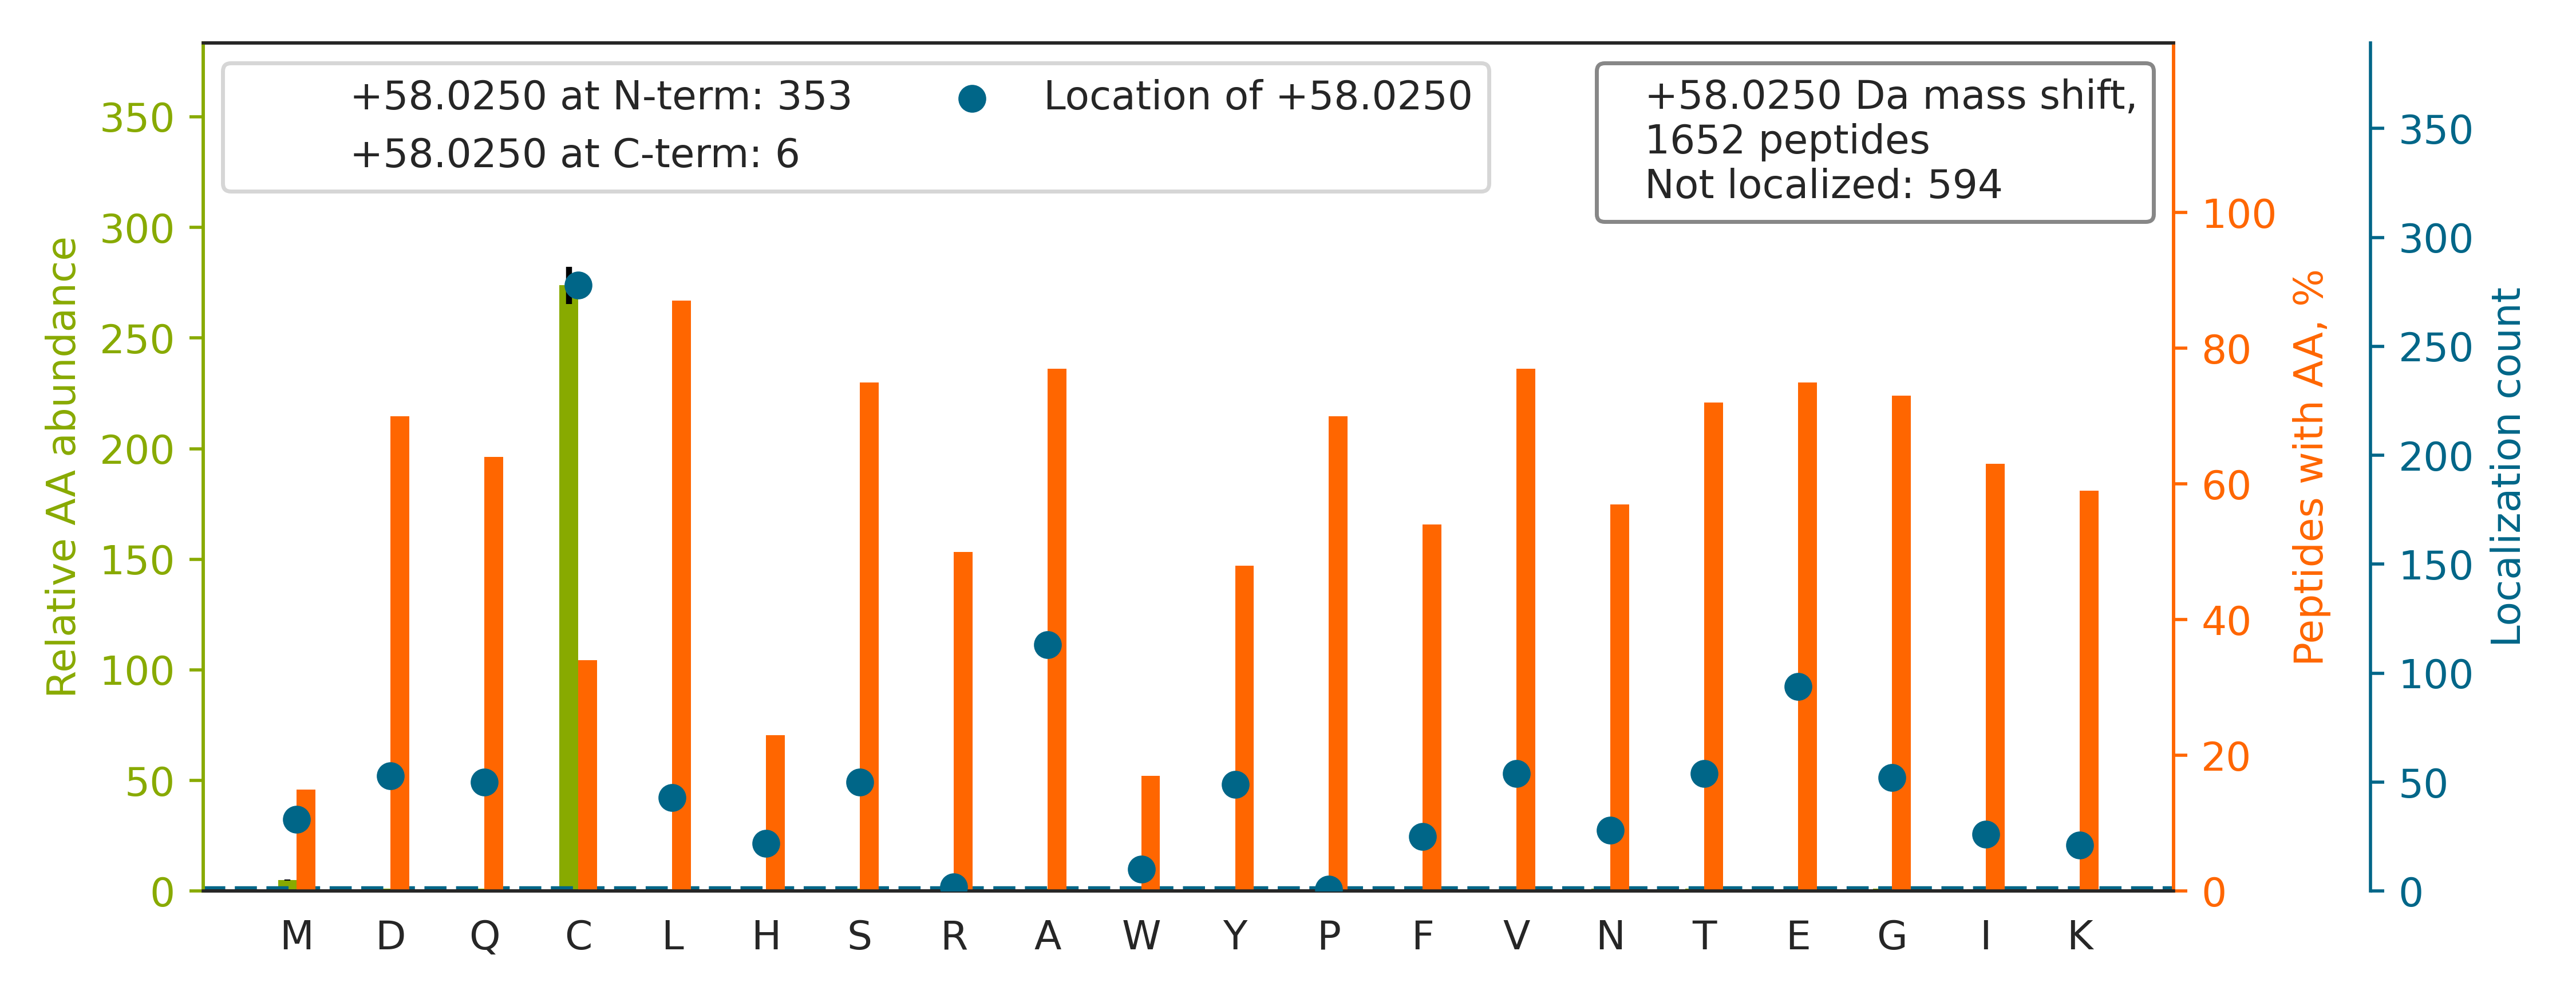 +58.0250 at N-term: 353
+58.0250 at C-term: 6
Location of +58.0250
+58.0250 Da mass shift,
1652 peptides
Not localized: 594
Relative AA abundance
350
300
250
200
150
100
50
0
M D Q C L H S R A W Y P F V N T E G I K
100
80
60
40
20
0
Peptides with AA, %
350
300
250
200
150
100
50
0
Localization count